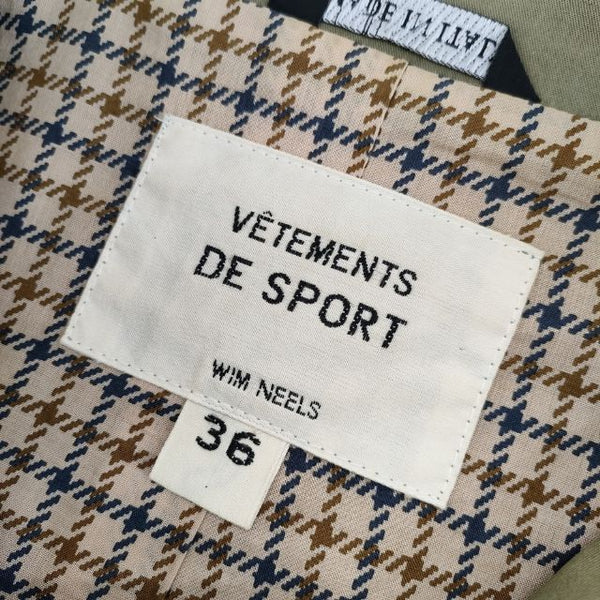 VÊTEMENTS
DE SPORT
WIM NEELS
36